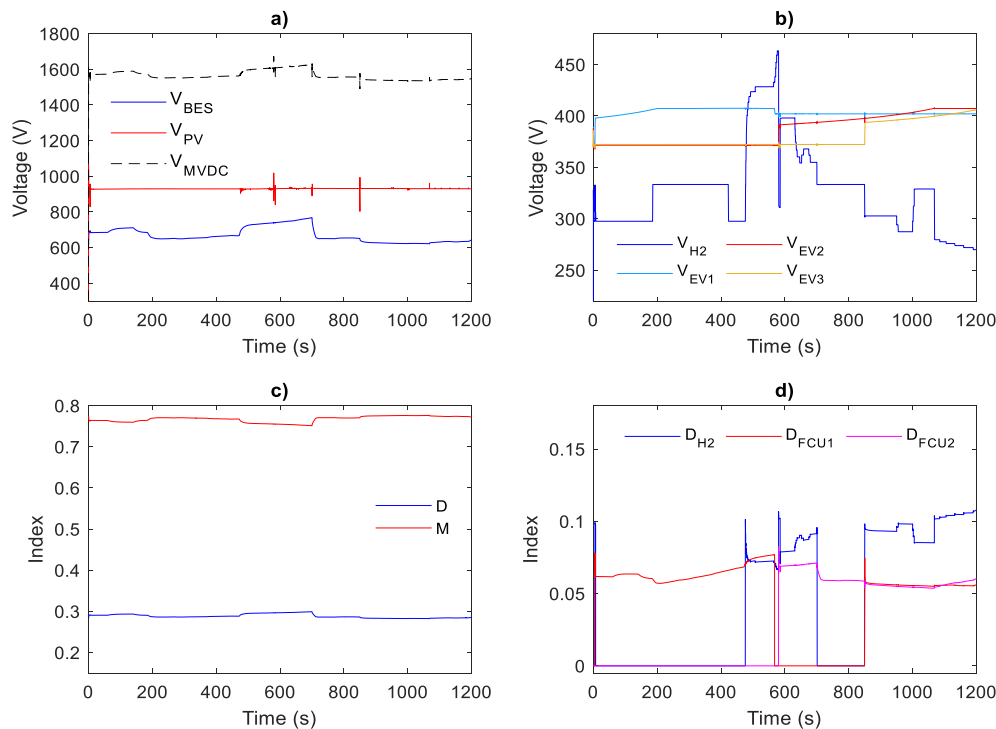 a)
1800
1600
1400
1200
1000
800
600
400
Voltage (V)
V_BES
V_PV
V_MVDC
0 200 400 600 800 1000 1200
Time (s)
b)
450
400
350
300
250
Voltage (V)
V_H2 V_EV2
V_EV1 V_EV3
0 200 400 600 800 1000 1200
Time (s)
c)
0.8
0.7
0.6
0.5
0.4
0.3
0.2
Index
D
M
0 200 400 600 800 1000 1200
Time (s)
d)
0.15
0.1
0.05
0
Index
D_H2 D_FCU1 D_FCU2
0 200 400 600 800 1000 1200
Time (s)